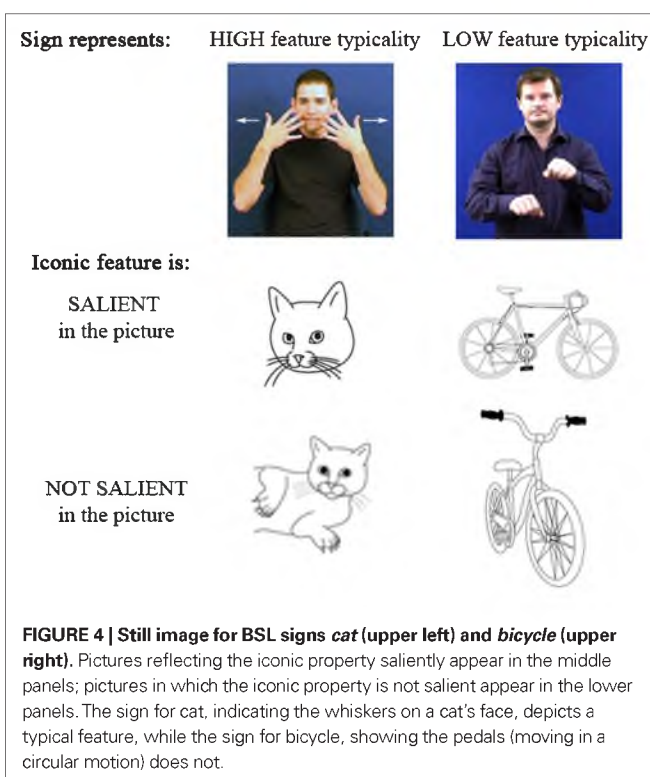 Sign represents: HIGH feature typicality LOW feature typicality
Iconic feature is:
SALIENT
in the picture
NOT SALIENT
in the picture
FIGURE 4 | Still image for BSL signs cat (upper left) and bicycle (upper
right). Pictures reflecting the iconic property saliently appear in the middle
panels; pictures in which the iconic property is not salient appear in the lower
panels. The sign for cat, indicating the whiskers on a cat's face, depicts a
typical feature, while the sign for bicycle, showing the pedals (moving in a
circular motion) does not.